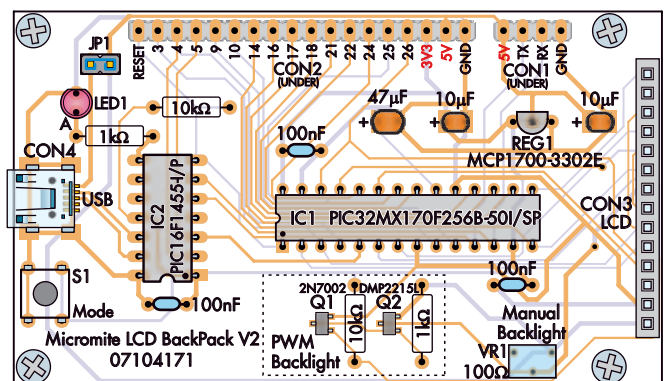 JP1
RESET
3
4
5
9
10
14
16
17
18
21
22
24
25
26
3V3
5V
GND
CON2
(UNDER)
5V
TX
RX
GND
CON1
(UNDER)
A
LED1
10kΩ
1kΩ
47µF
+
10µF
+
10µF
+
100nF
REG1
MCP1700-3302E
CON4
USB
IC2
PIC16F1455-I/P
IC1 PIC32MX170F256B-50I/SP
CON3
LCD
S1
Mode
100nF
100nF
2N7002
DMP2215L
Q1
Q2
10kΩ
1kΩ
PWM
Backlight
Manual
Backlight
VR1
100Ω
Micromite LCD BackPack V2
07104171